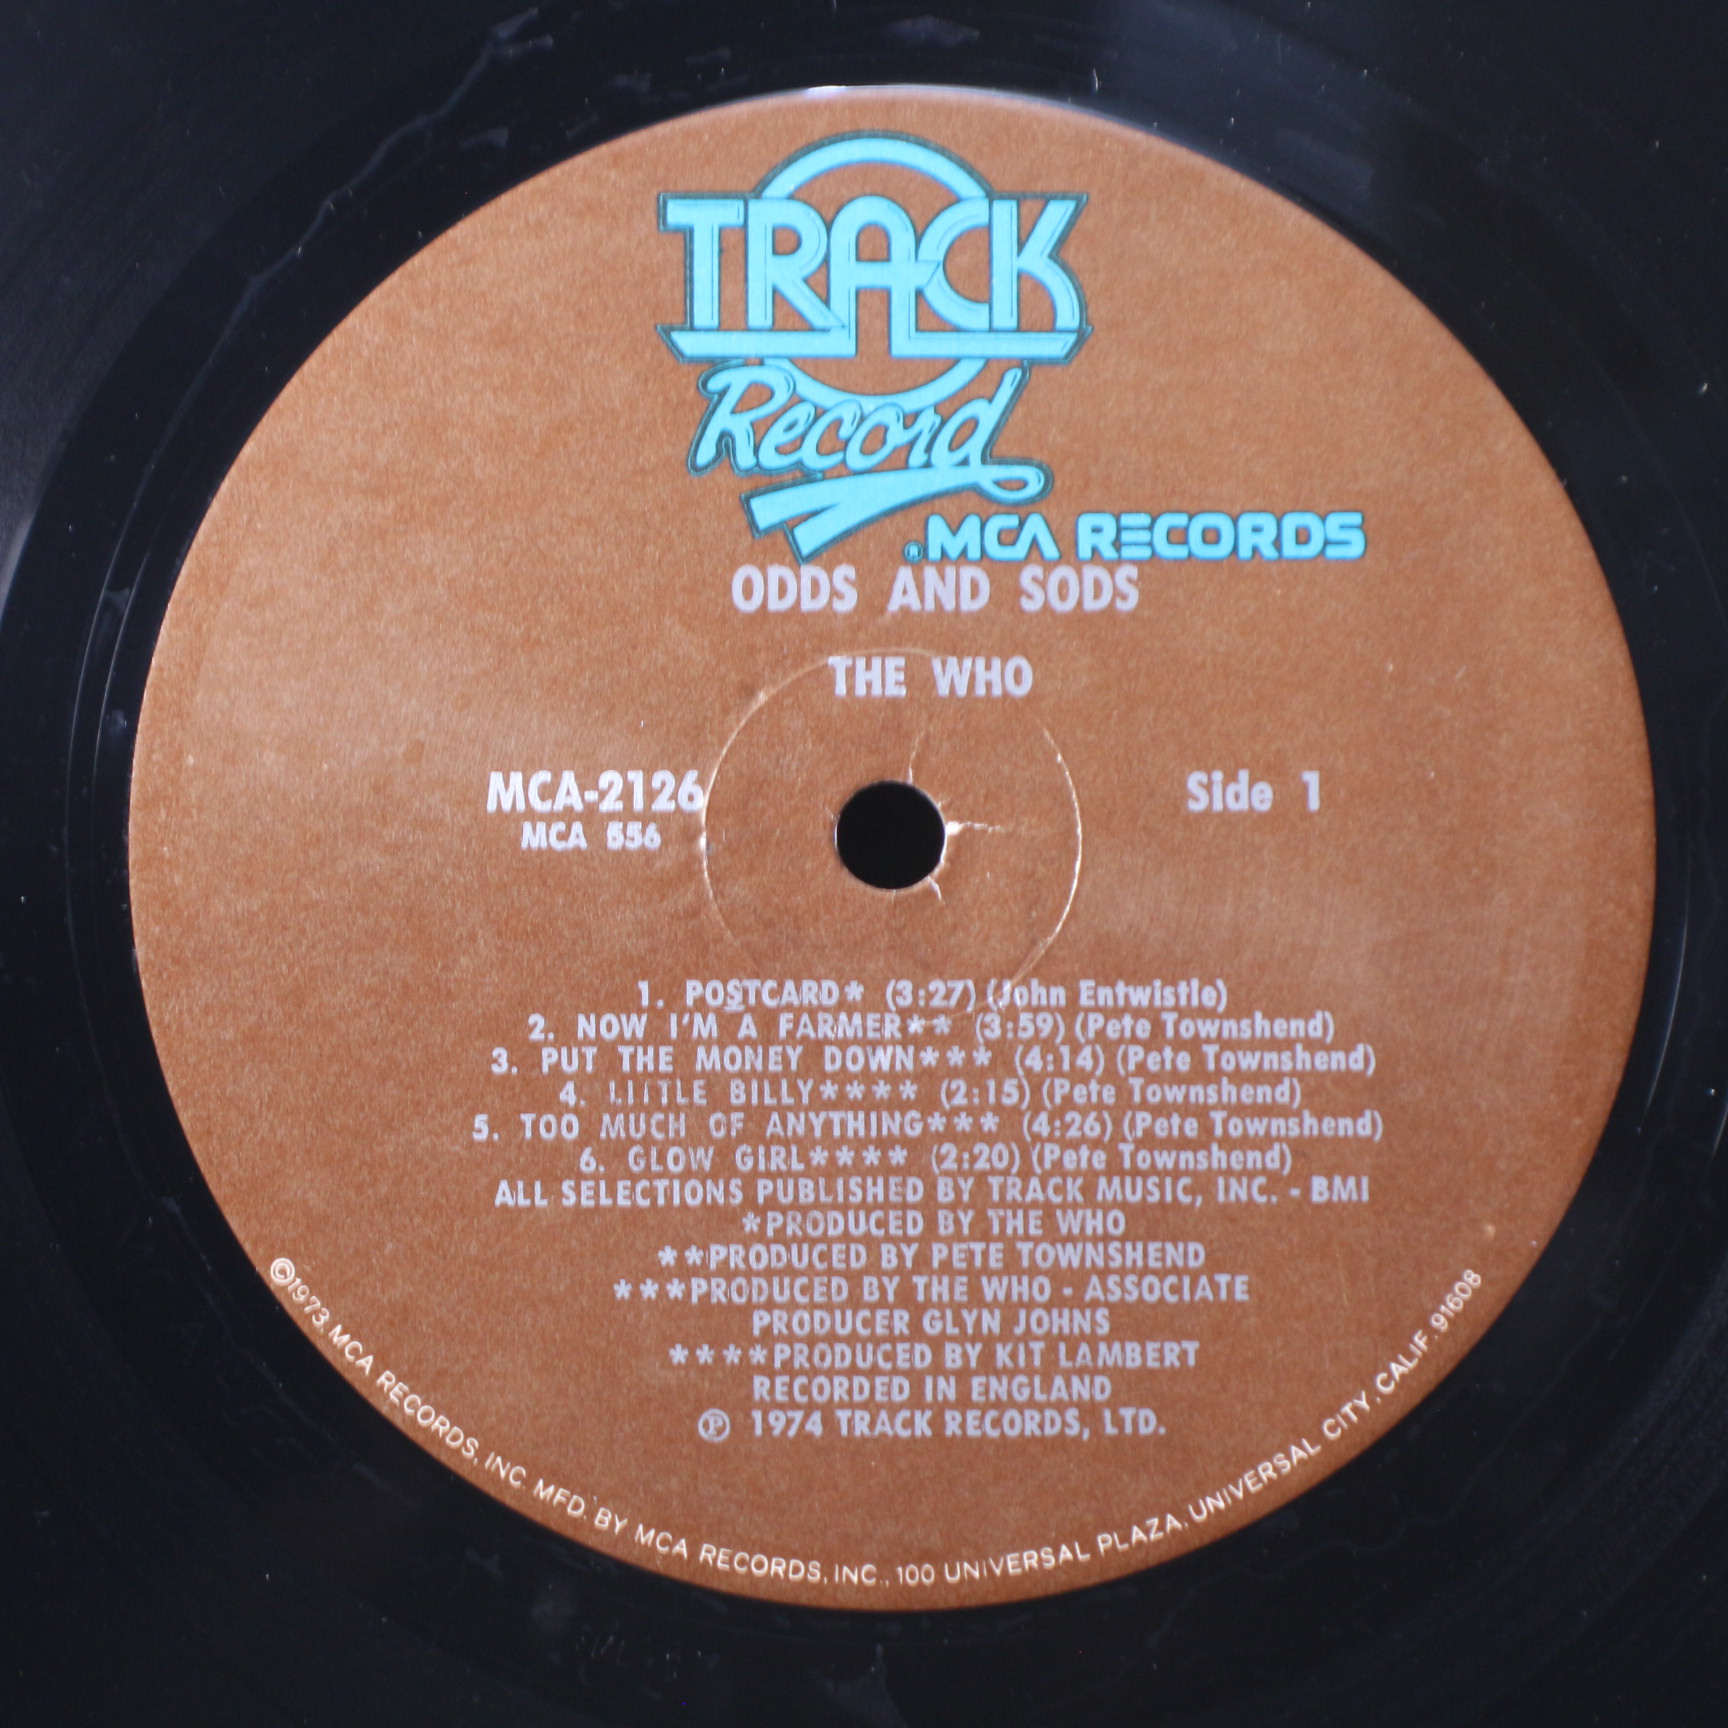 TRACK
Record
® MCA RECORDS
ODDS AND SODS
THE WHO
MCA-2126
MCA 556
Side 1
1. POSTCARD* (3:27) (John Entwistle)
2. NOW I'M A FARMER** (3:59) (Pete Townshend)
3. PUT THE MONEY DOWN*** (4:14) (Pete Townshend)
4. LITTLE BILLY**** (2:15) (Pete Townshend)
5. TOO MUCH OF ANYTHING*** (4:26) (Pete Townshend)
6. GLOW GIRL**** (2:20) (Pete Townshend)
ALL SELECTIONS PUBLISHED BY TRACK MUSIC, INC. - BMI
*PRODUCED BY THE WHO
**PRODUCED BY PETE TOWNSHEND
***PRODUCED BY THE WHO - ASSOCIATE
PRODUCER GLYN JOHNS
****PRODUCED BY KIT LAMBERT
RECORDED IN ENGLAND
℗ 1974 TRACK RECORDS, LTD.
©1973, MCA RECORDS, INC. MFD. BY MCA RECORDS, INC., 100 UNIVERSAL PLAZA, UNIVERSAL CITY, CALIF. 91608